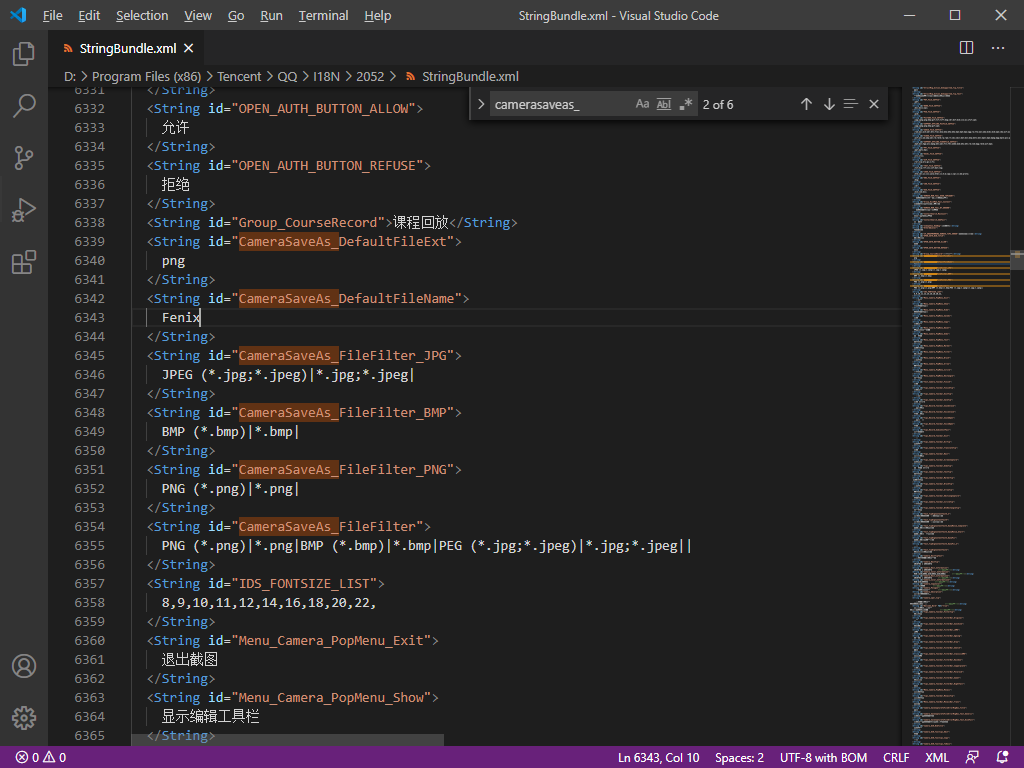 File Edit Selection View Go Run Terminal Help StringBundle.xml - Visual Studio Code
StringBundle.xml
D: > Program Files (x86) > Tencent > QQ > I18N > 2052 > StringBundle.xml
camerasaveas_ Aa Abl .* 2 of 6
6331 </String>
6332 <String id="OPEN_AUTH_BUTTON_ALLOW">
6333 允许
6334 </String>
6335 <String id="OPEN_AUTH_BUTTON_REFUSE">
6336 拒绝
6337 </String>
6338 <String id="Group_CourseRecord">课程回放</String>
6339 <String id="CameraSaveAs_DefaultFileExt">
6340 png
6341 </String>
6342 <String id="CameraSaveAs_DefaultFileName">
6343 Fenix
6344 </String>
6345 <String id="CameraSaveAs_FileFilter_JPG">
6346 JPEG (*.jpg;*.jpeg)|*.jpg;*.jpeg|
6347 </String>
6348 <String id="CameraSaveAs_FileFilter_BMP">
6349 BMP (*.bmp)|*.bmp|
6350 </String>
6351 <String id="CameraSaveAs_FileFilter_PNG">
6352 PNG (*.png)|*.png|
6353 </String>
6354 <String id="CameraSaveAs_FileFilter">
6355 PNG (*.png)|*.png|BMP (*.bmp)|*.bmp|PEG (*.jpg;*.jpeg)|*.jpg;*.jpeg||
6356 </String>
6357 <String id="IDS_FONTSIZE_LIST">
6358 8,9,10,11,12,14,16,18,20,22,
6359 </String>
6360 <String id="Menu_Camera_PopMenu_Exit">
6361 退出截图
6362 </String>
6363 <String id="Menu_Camera_PopMenu_Show">
6364 显示编辑工具栏
6365 </String>
0 0 Ln 6343, Col 10 Spaces: 2 UTF-8 with BOM CRLF XML